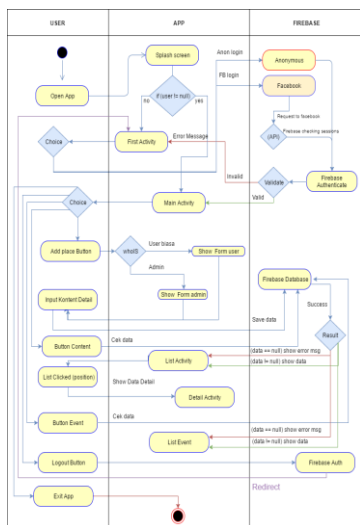 USER
APP
FIREBASE
Splash screen
Anon login
Anonymous
Open App
if(user != null)
FB login
Facebook
no
yes
Request to facebook
Firebase checking sessions
(API)
Choice
First Activity
Error Message
Invalid
Validate
Firebase
Authenticate
Valid
Choice
Main Activity
Add place Button
whoIS
User biasa
Show Form user
Admin
Show Form admin
Firebase Database
Input Kontent Detail
Save data
Success
Result
Button Content
Cek data
List Activity
(data == null) show error msg
(data != null) show data
List Clicked (position)
Show Data Detail
Detail Activity
Button Event
Cek data
(data == null) show error msg
List Event
(data != null) show data
Logout Button
Firebase Auth
Redirect
Exit App